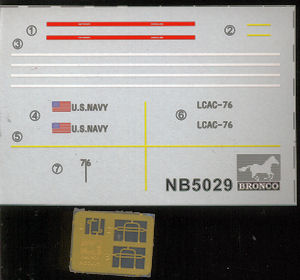 ① ②
③
④ U.S.NAVY ⑥ LCAC-76
U.S.NAVY LCAC-76
⑤
⑦ 76
NB5029 BRONCO